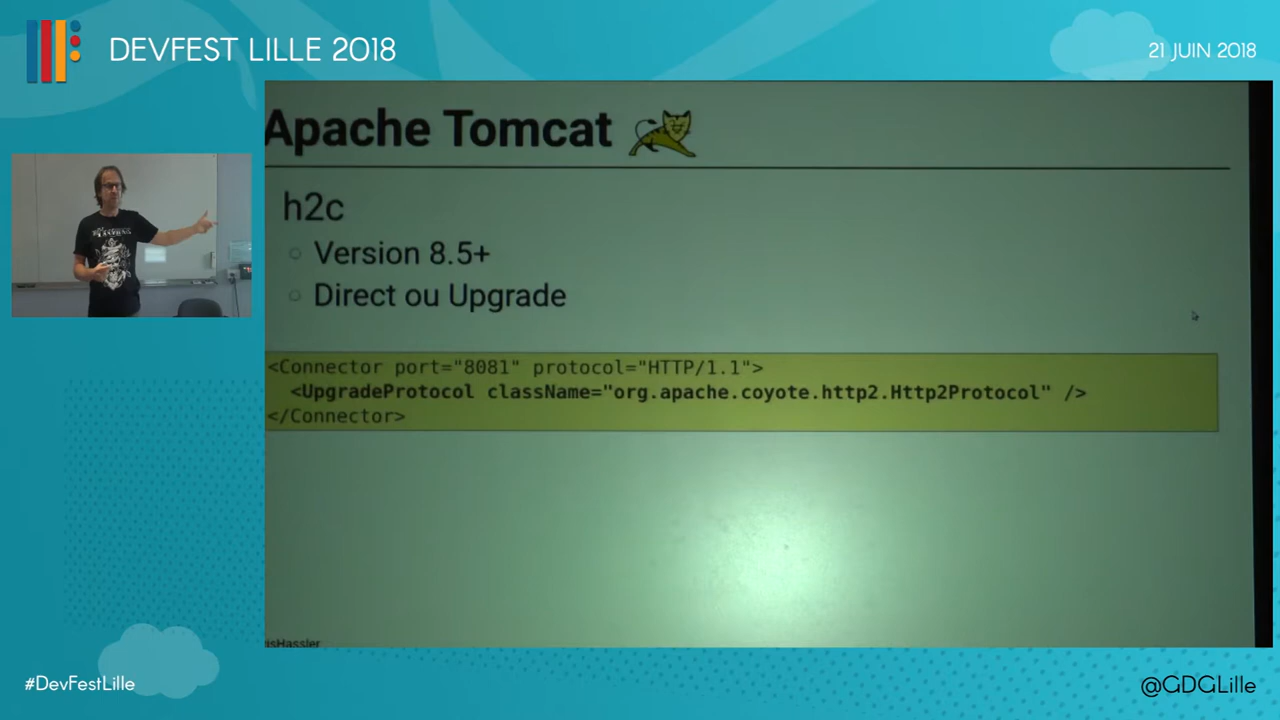 DEVFEST LILLE 2018
21 JUIN 2018
Apache Tomcat
h2c
Version 8.5+
Direct ou Upgrade
<Connector port="8081" protocol="HTTP/1.1">
<UpgradeProtocol className="org.apache.coyote.http2.Http2Protocol" />
</Connector>
isHassler
#DevFestLille
@GDGLille